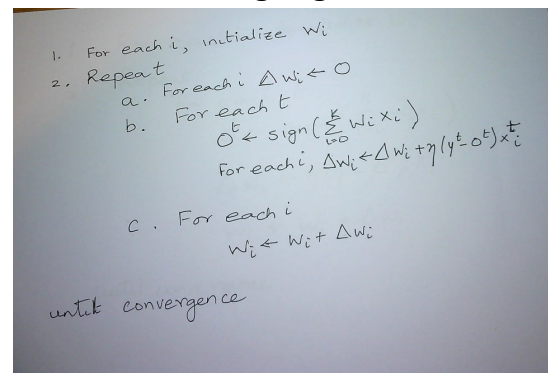 1. For each i, initialize Wi
2. Repeat
a. For each i ΔWi ← 0
b. For each t
O^t ← sign(∑_{i=0}^{k} Wi xi)
For each i, ΔWi ← ΔWi + η(y^t - O^t) x_i^t
C. For each i
Wi ← Wi + ΔWi
until convergence